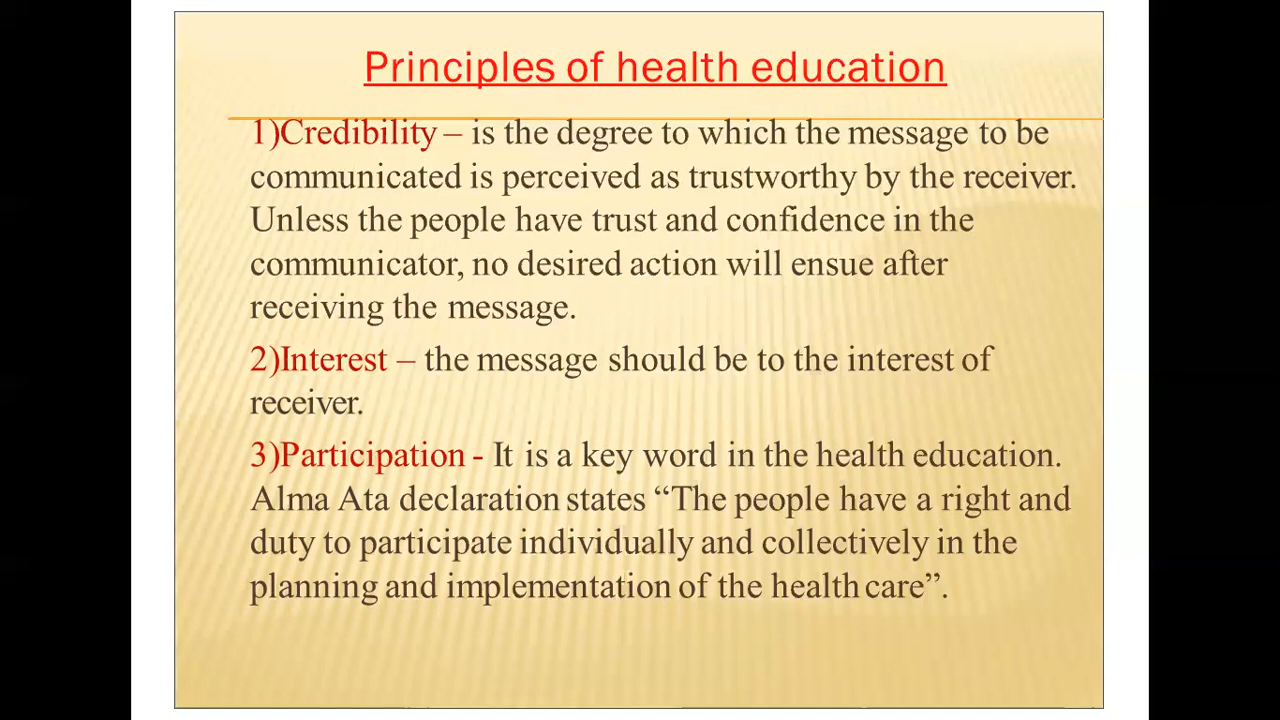 Principles of health education
1)Credibility – is the degree to which the message to be
communicated is perceived as trustworthy by the receiver.
Unless the people have trust and confidence in the
communicator, no desired action will ensue after
receiving the message.
2)Interest – the message should be to the interest of
receiver.
3)Participation - It is a key word in the health education.
Alma Ata declaration states “The people have a right and
duty to participate individually and collectively in the
planning and implementation of the health care”.